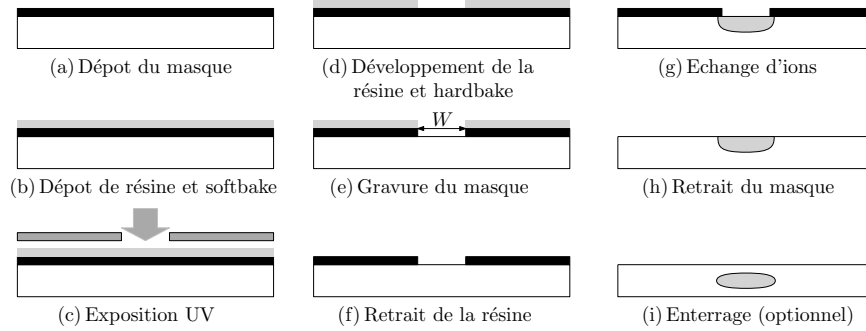 (a) Dépot du masque
(b) Dépot de résine et softbake
(c) Exposition UV
(d) Développement de la
résine et hardbake
W
(e) Gravure du masque
(f) Retrait de la résine
(g) Echange d'ions
(h) Retrait du masque
(i) Enterrage (optionnel)